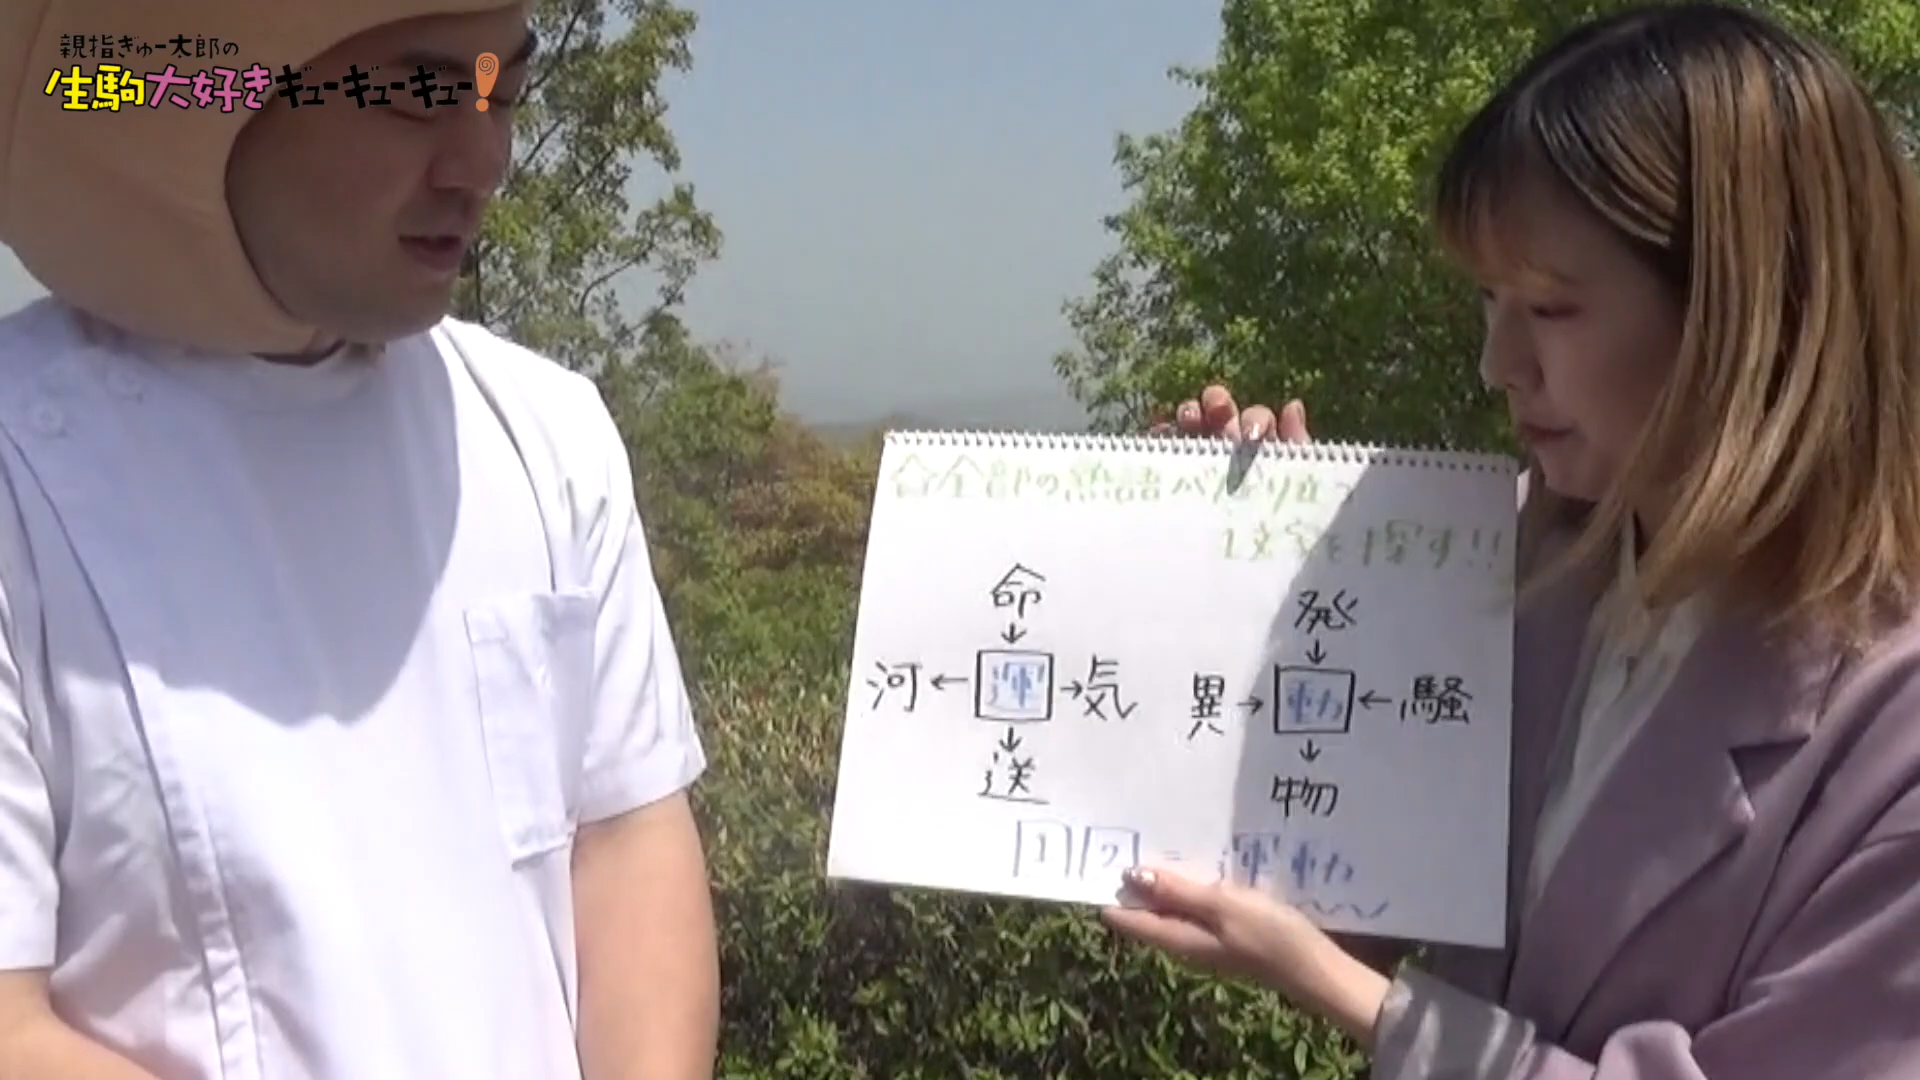 親指ぎゅー太郎の
生駒大好きギューギューギュー!
全部の熟語が成り立つ
1文字を探す!!
命
↓
河←運→気
↓
送
発
↓
異→動←騒
↓
物
1 2 = 運動